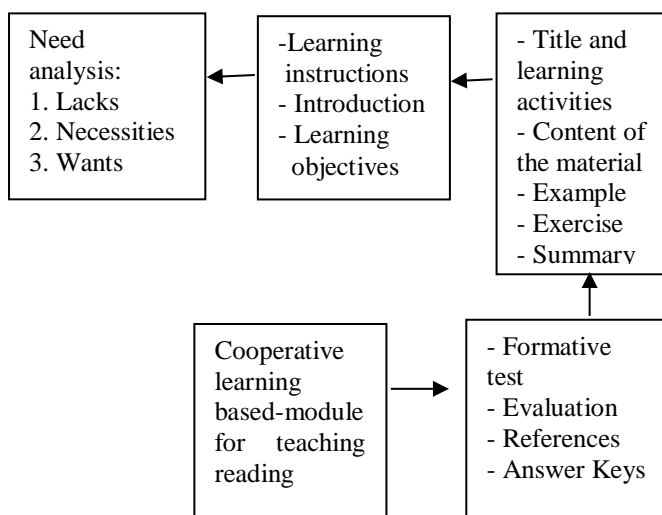 Need
analysis:
1. Lacks
2. Necessities
3. Wants
-Learning
instructions
- Introduction
- Learning
objectives
- Title and
learning
activities
- Content of
the material
- Example
- Exercise
- Summary
Cooperative
learning
based-module
for teaching
reading
- Formative
test
- Evaluation
- References
- Answer Keys